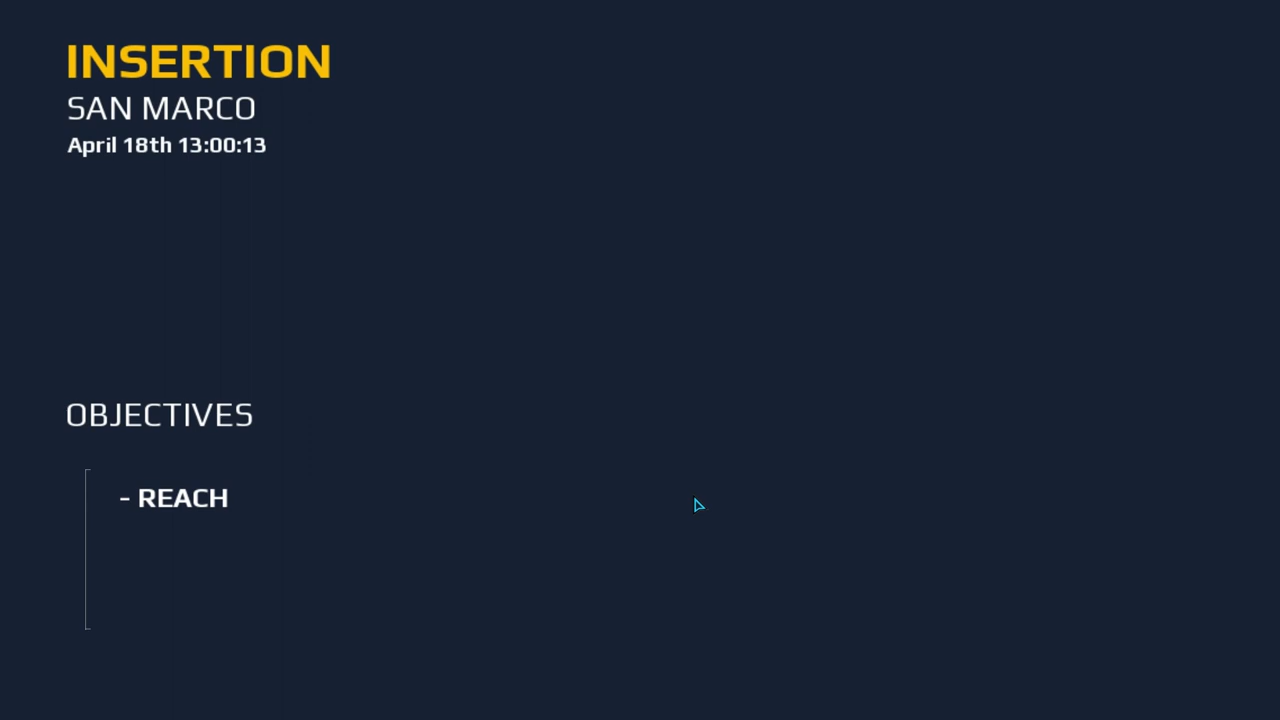 INSERTION
SAN MARCO
April 18th 13:00:13
OBJECTIVES
- REACH